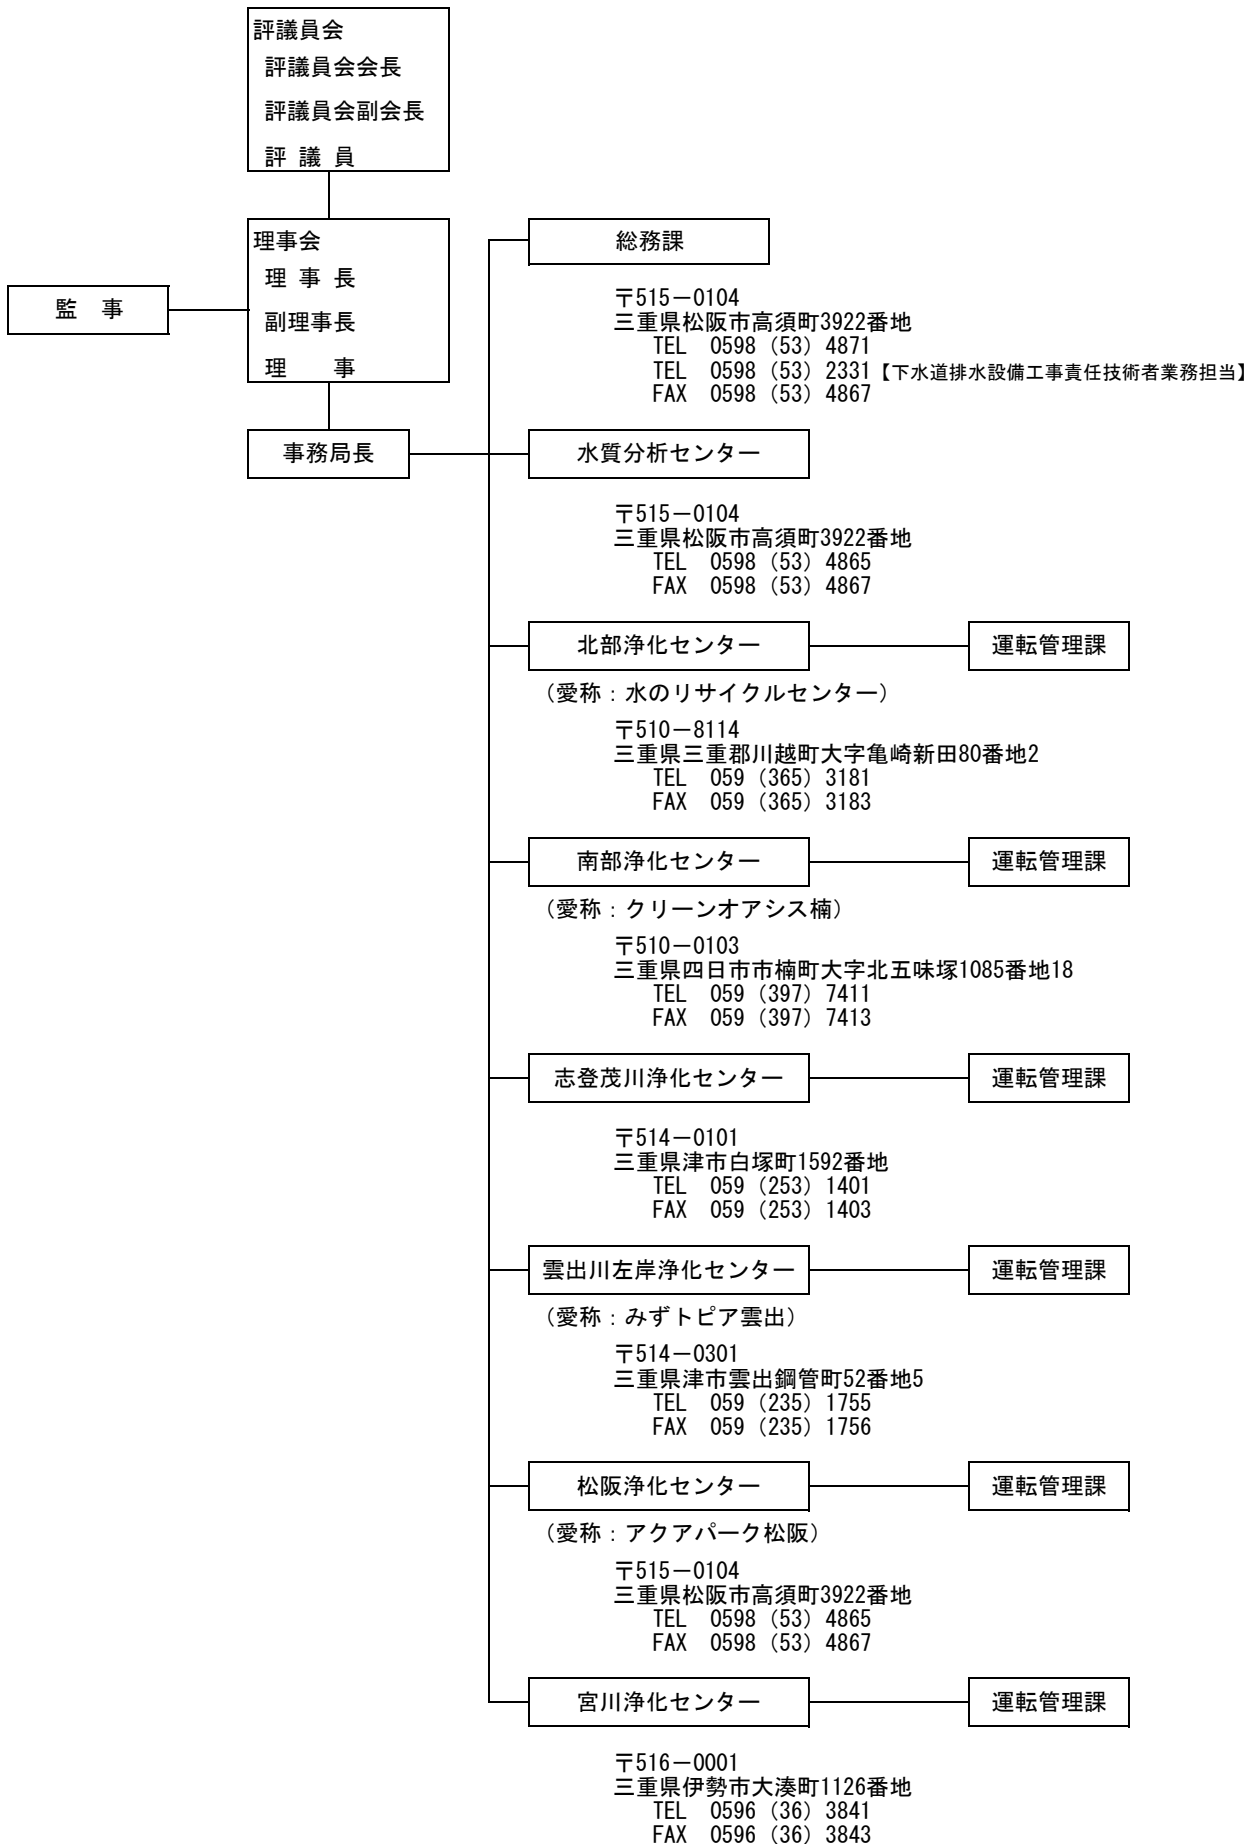 評議員会
評議員会会長
評議員会副会長
評 議 員
理事会
理 事 長
副理事長
理　　事
監　事
事務局長
総務課
〒515－0104
三重県松阪市高須町3922番地
TEL　0598（53）4871
TEL　0598（53）2331【下水道排水設備工事責任技術者業務担当】
FAX　0598（53）4867
水質分析センター
〒515－0104
三重県松阪市高須町3922番地
TEL　0598（53）4865
FAX　0598（53）4867
北部浄化センター　運転管理課
（愛称：水のリサイクルセンター）
〒510－8114
三重県三重郡川越町大字亀崎新田80番地2
TEL　059（365）3181
FAX　059（365）3183
南部浄化センター　運転管理課
（愛称：クリーンオアシス楠）
〒510－0103
三重県四日市市楠町大字北五味塚1085番地18
TEL　059（397）7411
FAX　059（397）7413
志登茂川浄化センター　運転管理課
〒514－0101
三重県津市白塚町1592番地
TEL　059（253）1401
FAX　059（253）1403
雲出川左岸浄化センター　運転管理課
（愛称：みずトピア雲出）
〒514－0301
三重県津市雲出鋼管町52番地5
TEL　059（235）1755
FAX　059（235）1756
松阪浄化センター　運転管理課
（愛称：アクアパーク松阪）
〒515－0104
三重県松阪市高須町3922番地
TEL　0598（53）4865
FAX　0598（53）4867
宮川浄化センター　運転管理課
〒516－0001
三重県伊勢市大湊町1126番地
TEL　0596（36）3841
FAX　0596（36）3843